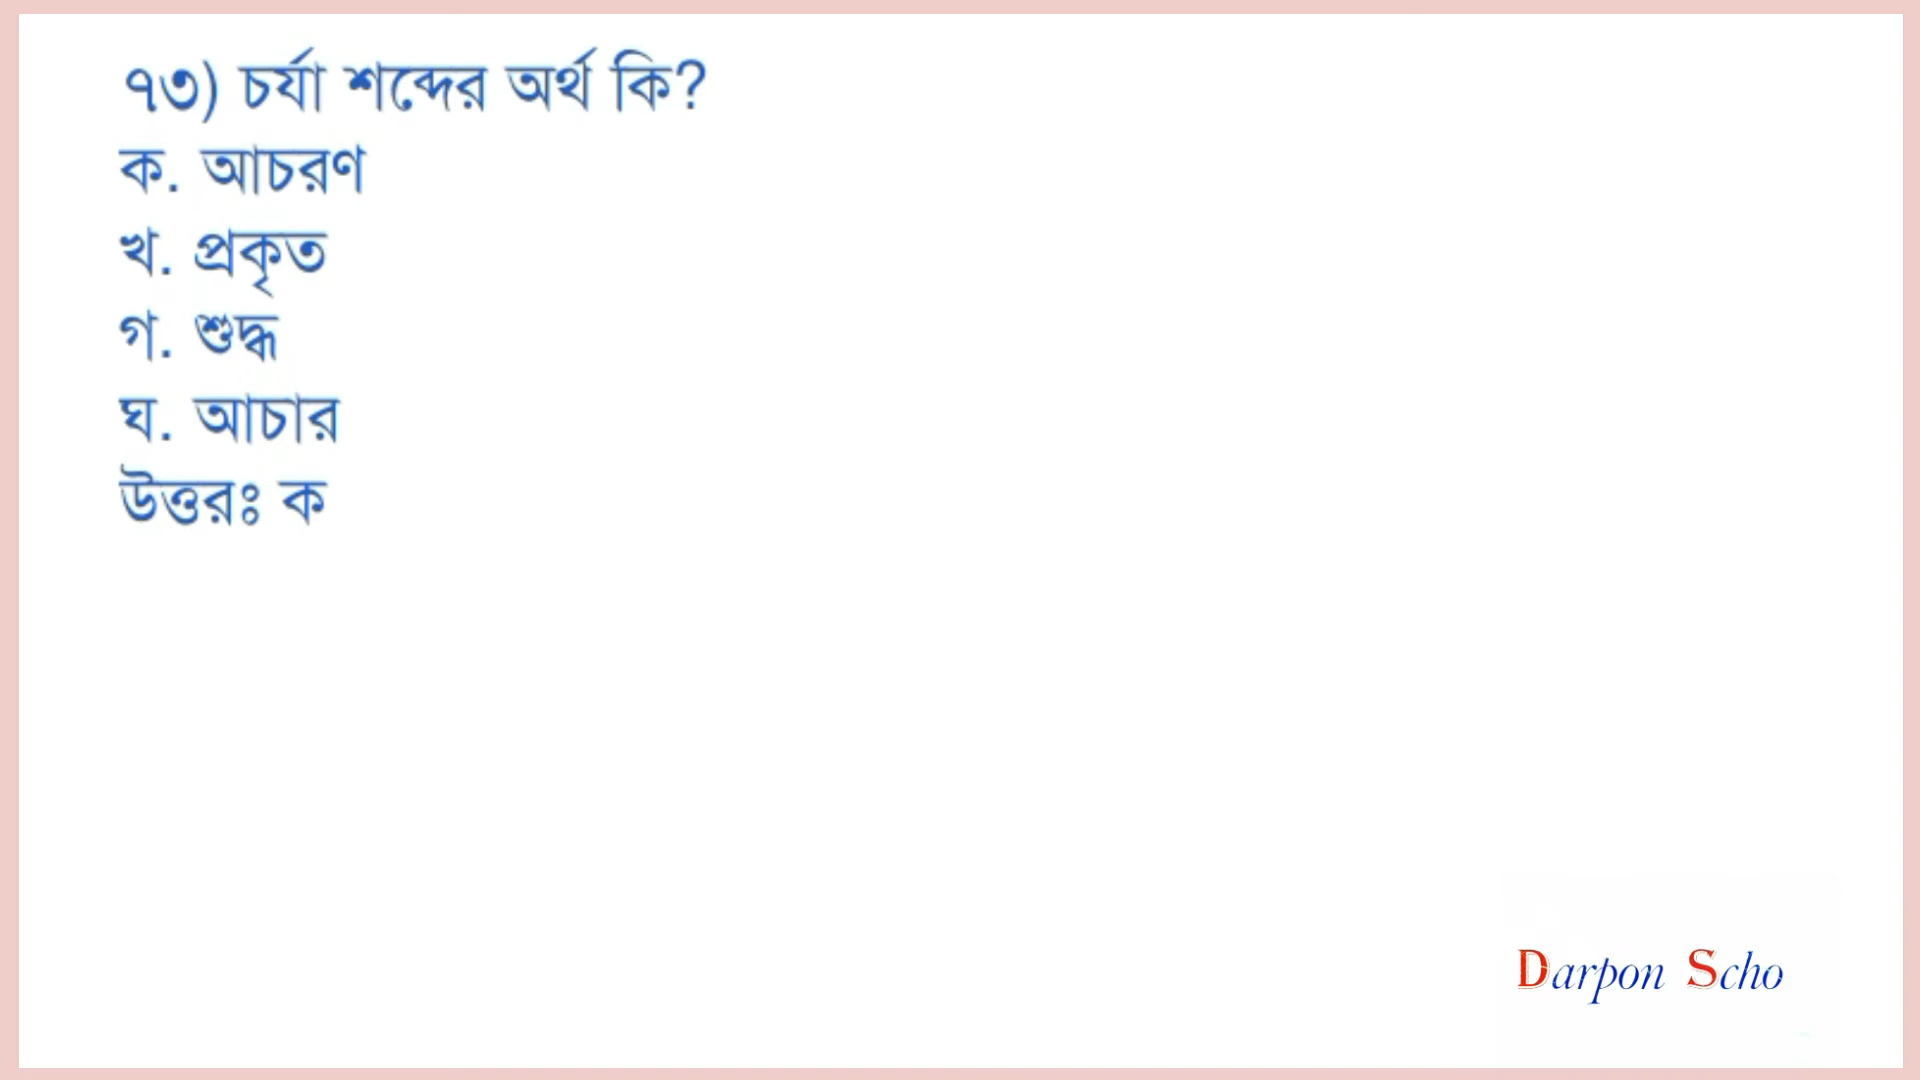 ৭৩) চর্যা শব্দের অর্থ কি?
ক. আচরণ
খ. প্রকৃত
গ. শুদ্ধ
ঘ. আচার
উত্তরঃ ক
Darpon Scho